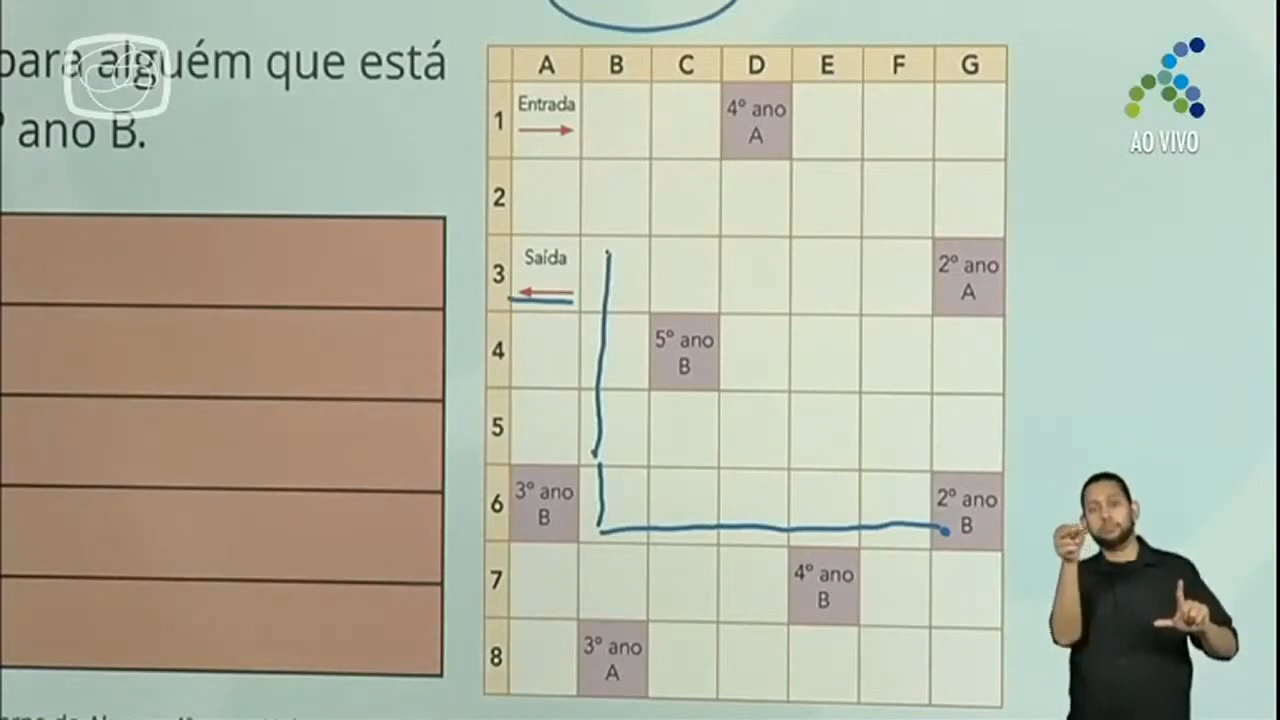 para alguém que está
ano B.
A B C D E F G
1 Entrada 4º ano A
2
3 Saída 2º ano A
4 5º ano B
5
6 3º ano B 2º ano B
7 4º ano B
8 3º ano A
AO VIVO